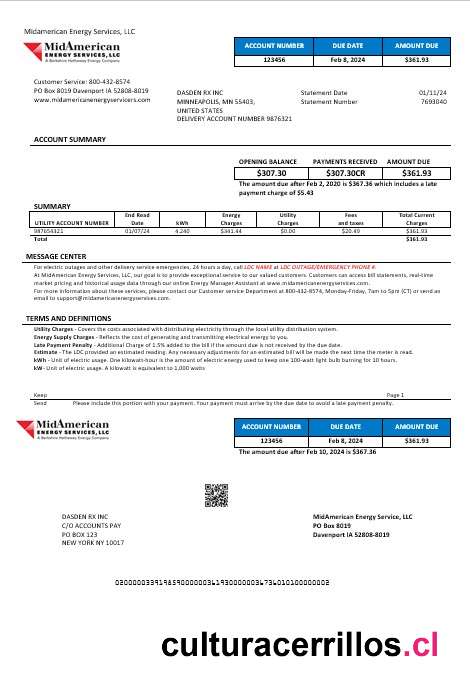 Midamerican Energy Services, LLC
MidAmerican
ENERGY SERVICES, LLC
A Berkshire Hathaway Energy Company
ACCOUNT NUMBER DUE DATE AMOUNT DUE
123456 Feb 8, 2024 $361.93
Customer Service: 800-432-8574
PO Box 8019 Davenport IA 52808-8019
www.midamericanenergyservicers.com
DASDEN RX INC
MINNEAPOLIS, MN 55403,
UNITED STATES
DELIVERY ACCOUNT NUMBER 9876321
Statement Date 01/11/24
Statement Number 7693040
ACCOUNT SUMMARY
OPENING BALANCE PAYMENTS RECEIVED AMOUNT DUE
$307.30 $307.30CR $361.93
The amount due after Feb 2, 2020 is $367.36 which includes a late
payment charge of $5.43
SUMMARY
UTILITY ACCOUNT NUMBER End Read Date kWh Energy Charges Utility Charges Fees and taxes Total Current Charges
987654321 01/07/24 4,240 $341.44 $0.00 $20.49 $361.93
Total $361.93
MESSAGE CENTER
For electric outages and other delivery service emergencies, 24 hours a day, call LDC NAME at LDC OUTAGE/EMERGENCY PHONE #.
At MidAmerican Energy Services, LLC, our goal is to provide exceptional service to our valued customers. Customers can access bill statements, real-time
market pricing and historical usage data through our online Energy Manager Assistant at www.midamericanenergyservices.com.
For more information about these services, please contact our Customer service Department at 800-432-8574, Monday-Friday, 7am to 5pm (CT) or send an
email to support@midamericanenergyservices.com.
TERMS AND DEFINITIONS
Utility Charges - Covers the costs associated with distributing electricity through the local utility distribution system.
Energy Supply Charges - Reflects the cost of generating and transmitting electrical energy to you.
Late Payment Penalty - Additional Charge of 1.5% added to the bill if the amount due is not received by the due date.
Estimate - The LDC provided an estimated reading. Any necessary adjustments for an estimated bill will be made the next time the meter is read.
kWh - Unit of electric usage. One kilowatt-hour is the amount of electric energy used to keep one 100-watt light bulb burning for 10 hours.
kW - Unit of electric usage. A kilowatt is equivalent to 1,000 watts
Keep Page 1
Send Please include this portion with your payment. Your payment must arrive by the due date to avoid a late payment penalty.
MidAmerican
ENERGY SERVICES, LLC
A Berkshire Hathaway Energy Company
ACCOUNT NUMBER DUE DATE AMOUNT DUE
123456 Feb 8, 2024 $361.93
The amount due after Feb 10, 2024 is $367.36
DASDEN RX INC
C/O ACCOUNTS PAY
PO BOX 123
NEW YORK NY 10017
MidAmerican Energy Service, LLC
PO Box 8019
Davenport IA 52808-8019
culturacerrillos.cl